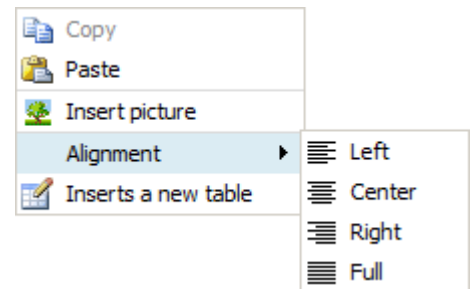 Copy
Paste
Insert picture
Alignment
Inserts a new table
Left
Center
Right
Full